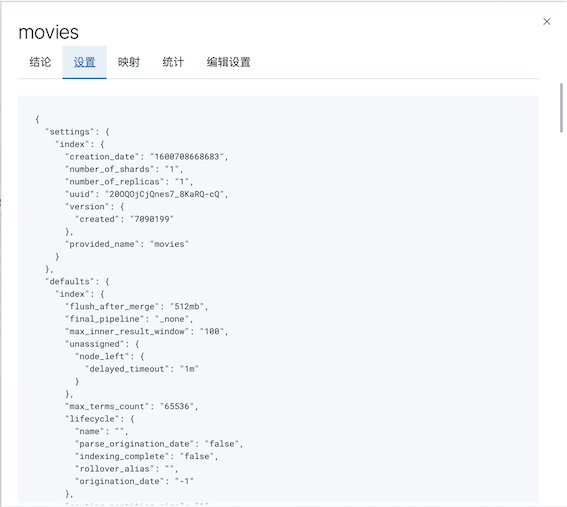 movies
结论 设置 映射 统计 编辑设置
{
"settings": {
"index": {
"creation_date": "1600708668683",
"number_of_shards": "1",
"number_of_replicas": "1",
"uuid": "20OQOjCjQnes7_8KaRQ-cQ",
"version": {
"created": "7090199"
},
"provided_name": "movies"
}
},
"defaults": {
"index": {
"flush_after_merge": "512mb",
"final_pipeline": "_none",
"max_inner_result_window": "100",
"unassigned": {
"node_left": {
"delayed_timeout": "1m"
}
},
"max_terms_count": "65536",
"lifecycle": {
"name": "",
"parse_origination_date": "false",
"indexing_complete": "false",
"rollover_alias": "",
"origination_date": "-1"
},